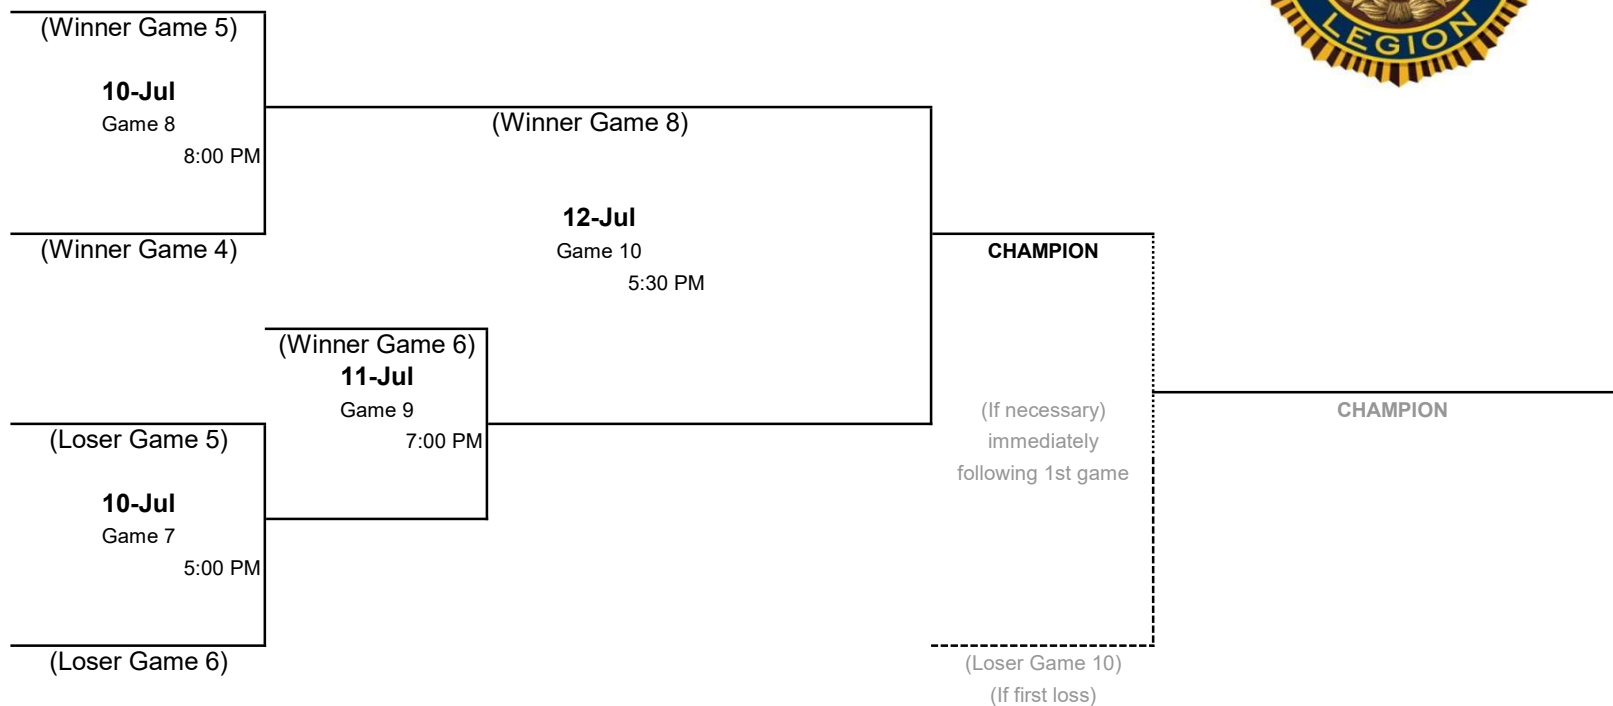 LEGION
(Winner Game 5)
10-Jul
Game 8
8:00 PM
(Winner Game 8)
12-Jul
Game 10
5:30 PM
(Winner Game 4)
CHAMPION
(Winner Game 6)
11-Jul
Game 9
7:00 PM
(If necessary)
immediately
following 1st game
CHAMPION
(Loser Game 5)
10-Jul
Game 7
5:00 PM
(Loser Game 6)
(Loser Game 10)
(If first loss)